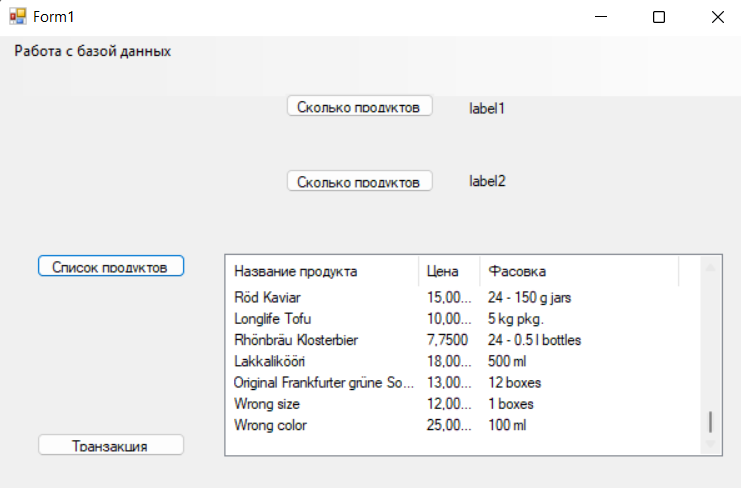 Form1
Работа с базой данных
Сколько продуктов label1
Сколько продуктов label2
Список продуктов
Название продукта Цена Фасовка
Röd Kaviar 15,00... 24 - 150 g jars
Longlife Tofu 10,00... 5 kg pkg.
Rhönbräu Klosterbier 7,7500 24 - 0.5 l bottles
Lakkalikööri 18,00... 500 ml
Original Frankfurter grüne So... 13,00... 12 boxes
Wrong size 12,00... 1 boxes
Wrong color 25,00... 100 ml
Транзакция